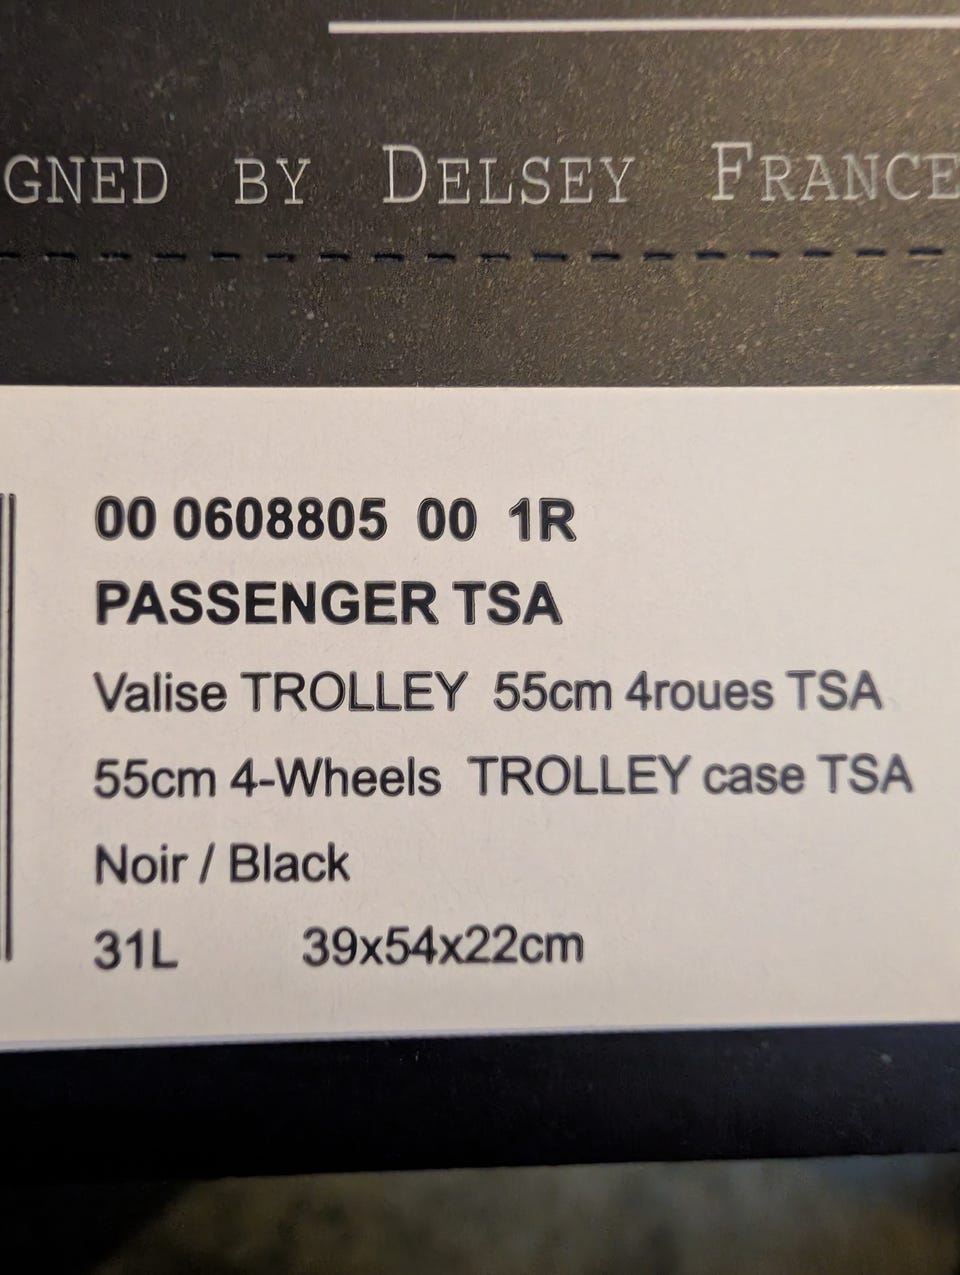 GNED BY DELSEY FRANCE
00 0608805 00 1R
PASSENGER TSA
Valise TROLLEY 55cm 4roues TSA
55cm 4-Wheels TROLLEY case TSA
Noir / Black
31L 39x54x22cm